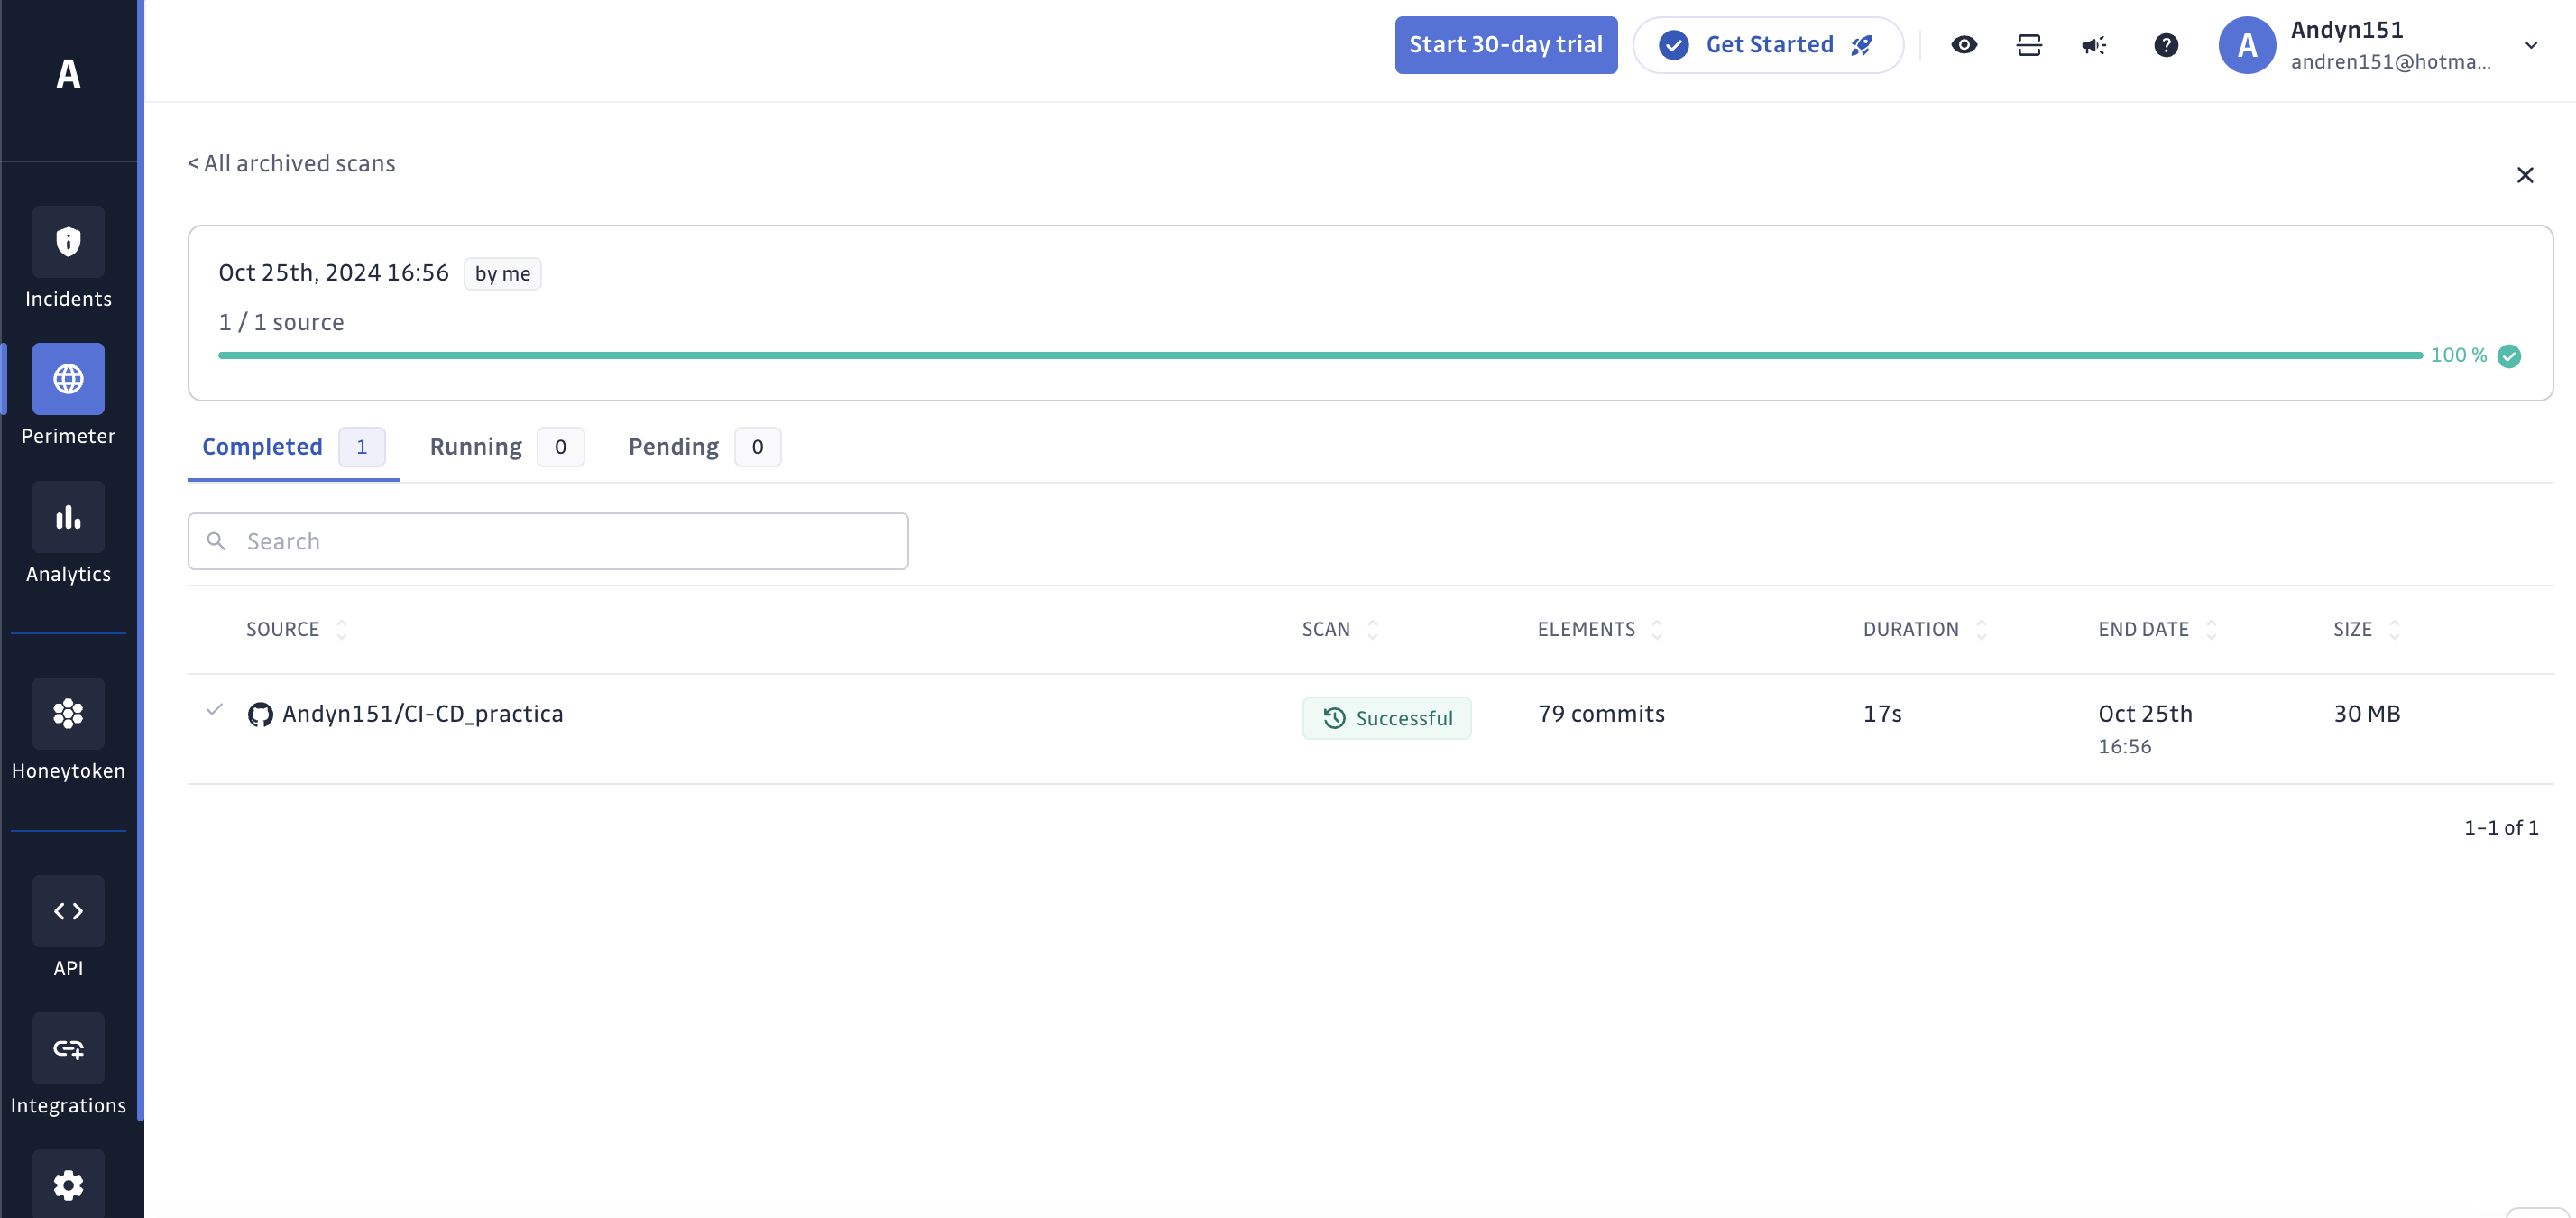 A
Start 30-day trial
Get Started
A
Andyn151
andren151@hotma...
Incidents
Perimeter
Analytics
Honeytoken
API
Integrations
< All archived scans
Oct 25th, 2024 16:56 by me
1 / 1 source
100 %
Completed 1 Running 0 Pending 0
Search
SOURCE SCAN ELEMENTS DURATION END DATE SIZE
Andyn151/CI-CD_practica Successful 79 commits 17s Oct 25th 30 MB
16:56
1–1 of 1